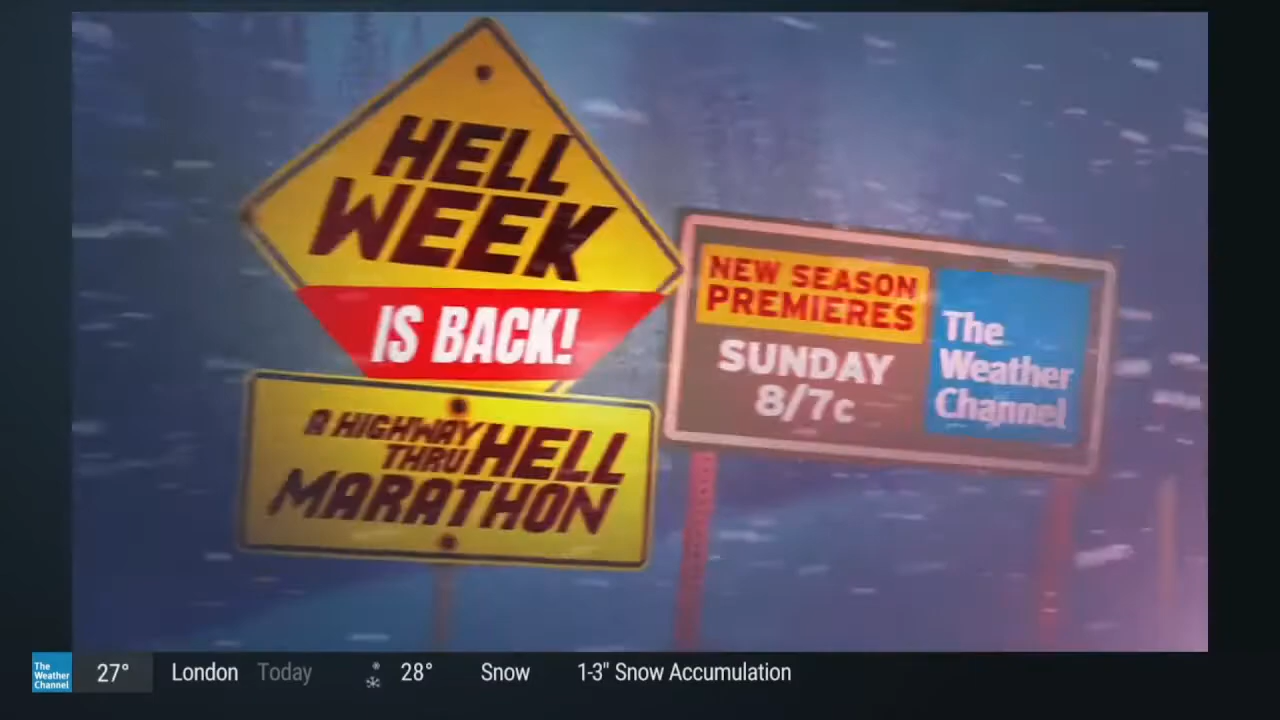 HELL
WEEK
IS BACK!
A HIGHWAY
THRU HELL
MARATHON
NEW SEASON
PREMIERES
SUNDAY
8/7c
The
Weather
Channel
The
Weather
Channel
27° London Today 28° Snow 1-3" Snow Accumulation